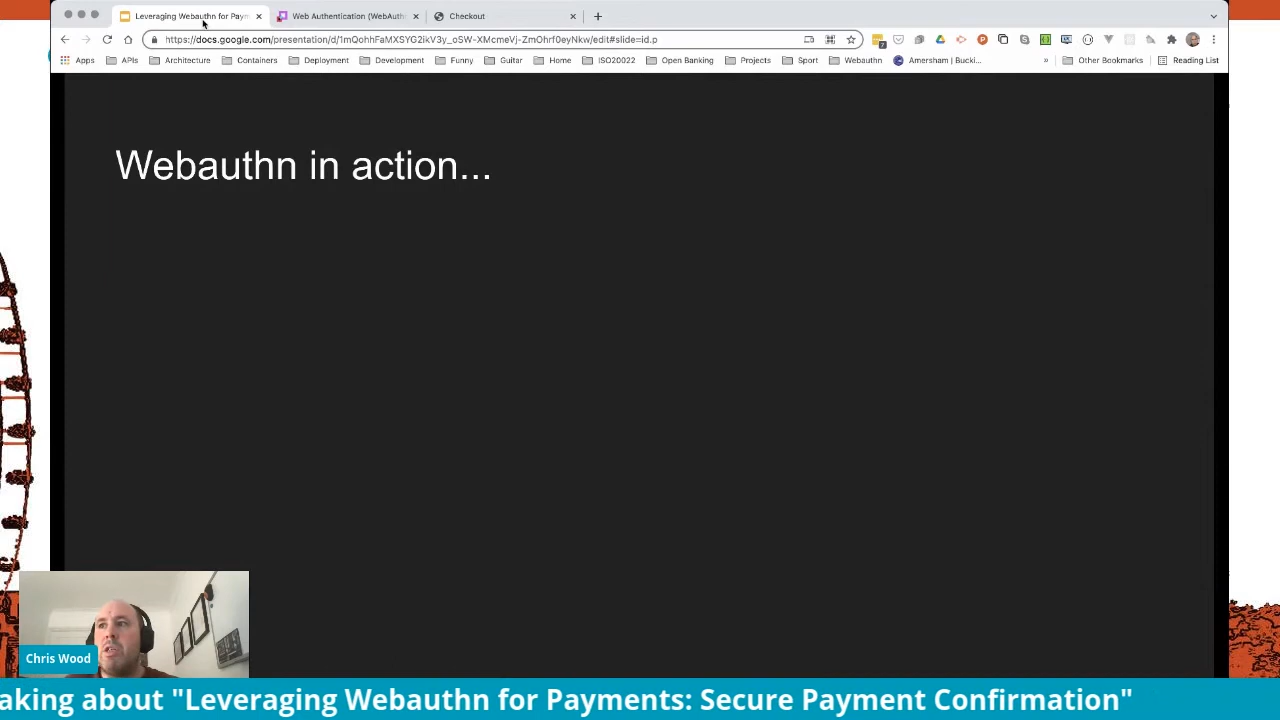 Leveraging Webauthn for Paym
Web Authentication (WebAuth
Checkout
https://docs.google.com/presentation/d/1mQohhFaMXSYG2ikV3y_oSW-XMcmeVj-ZmOhrf0eyNkw/edit#slide=id.p
Apps APIs Architecture Containers Deployment Development Funny Guitar Home ISO20022 Open Banking Projects Sport Webauthn Amersham | Bucki... » Other Bookmarks Reading List
Webauthn in action...
Chris Wood
aking about "Leveraging Webauthn for Payments: Secure Payment Confirmation"